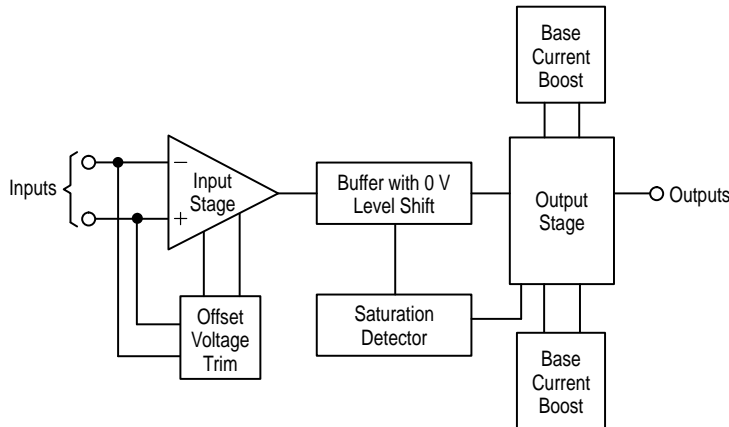 Base
Current
Boost
Inputs
−
+
Input
Stage
Buffer with 0 V
Level Shift
Output
Stage
Outputs
Offset
Voltage
Trim
Saturation
Detector
Base
Current
Boost